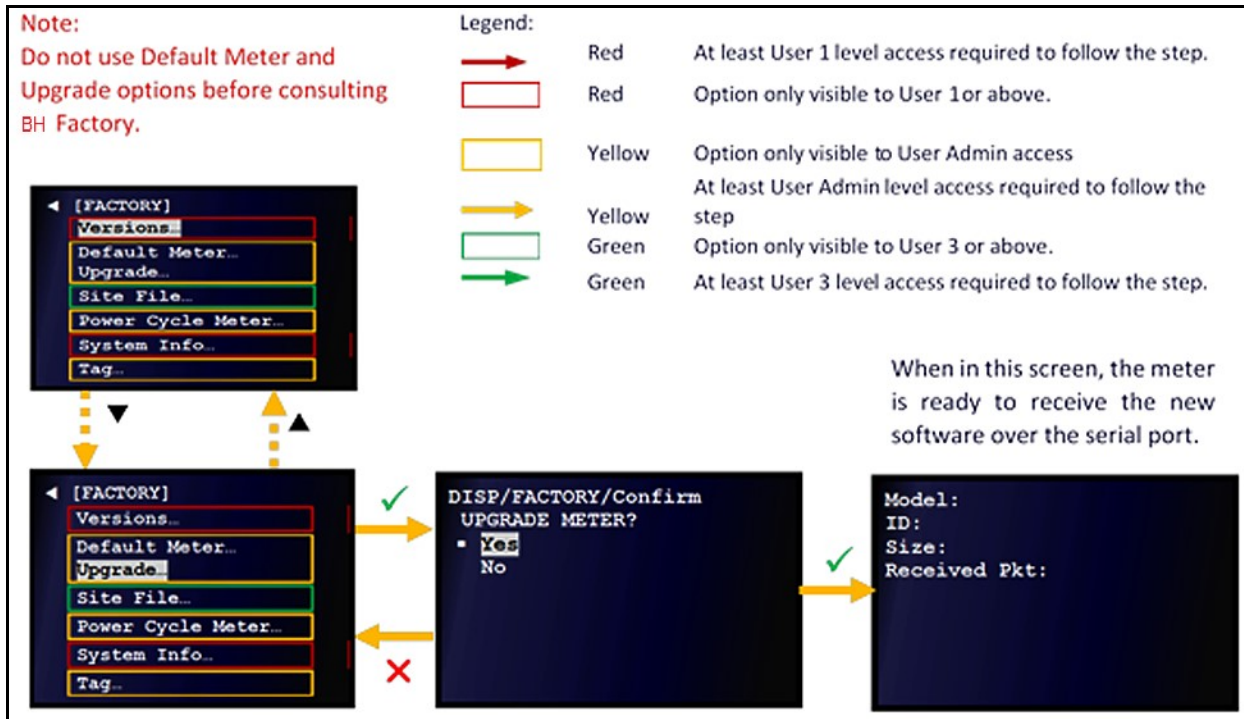 Note:
Do not use Default Meter and
Upgrade options before consulting
BH Factory.
Legend:
Red At least User 1 level access required to follow the step.
Red Option only visible to User 1or above.
Yellow Option only visible to User Admin access
At least User Admin level access required to follow the
Yellow step
Green Option only visible to User 3 or above.
Green At least User 3 level access required to follow the step.
◄ [FACTORY]
Versions…
Default Meter…
Upgrade…
Site File…
Power Cycle Meter…
System Info…
Tag…
When in this screen, the meter
is ready to receive the new
software over the serial port.
◄ [FACTORY]
Versions…
Default Meter…
Upgrade…
Site File…
Power Cycle Meter…
System Info…
Tag…
DISP/FACTORY/Confirm
UPGRADE METER?
Yes
No
Model:
ID:
Size:
Received Pkt: